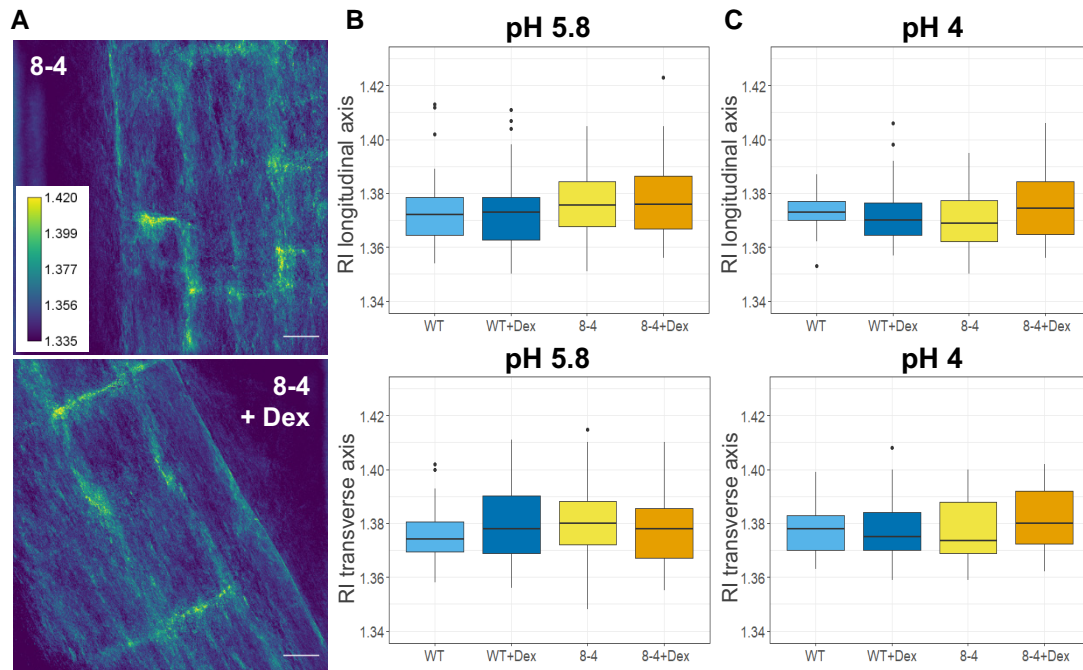 A
8-4
1.420
1.399
1.377
1.356
1.335
8-4
+ Dex
B
pH 5.8
RI longitudinal axis
1.42
1.40
1.38
1.36
1.34
WT
WT+Dex
8-4
8-4+Dex
pH 5.8
RI transverse axis
1.42
1.40
1.38
1.36
1.34
WT
WT+Dex
8-4
8-4+Dex
C
pH 4
RI longitudinal axis
1.42
1.40
1.38
1.36
1.34
WT
WT+Dex
8-4
8-4+Dex
pH 4
RI transverse axis
1.42
1.40
1.38
1.36
1.34
WT
WT+Dex
8-4
8-4+Dex